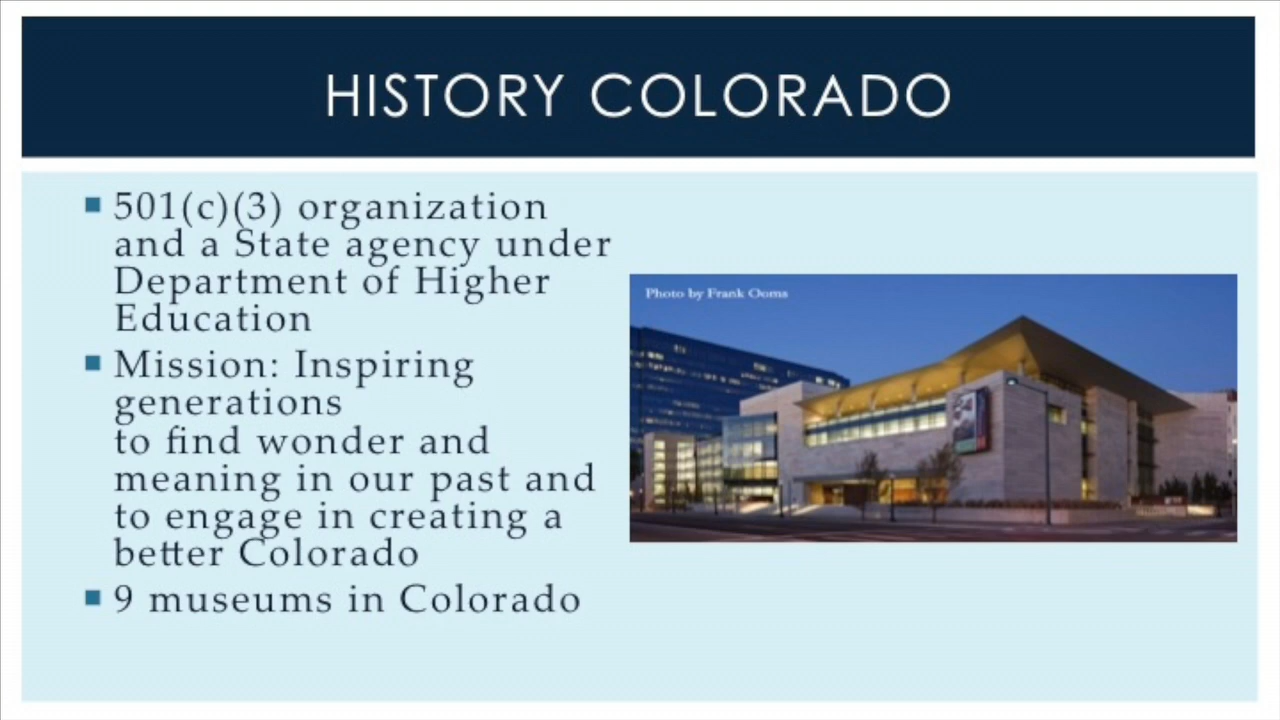 HISTORY COLORADO
501(c)(3) organization
and a State agency under
Department of Higher
Education
Mission: Inspiring
generations
to find wonder and
meaning in our past and
to engage in creating a
better Colorado
9 museums in Colorado
Photo by Frank Ooms